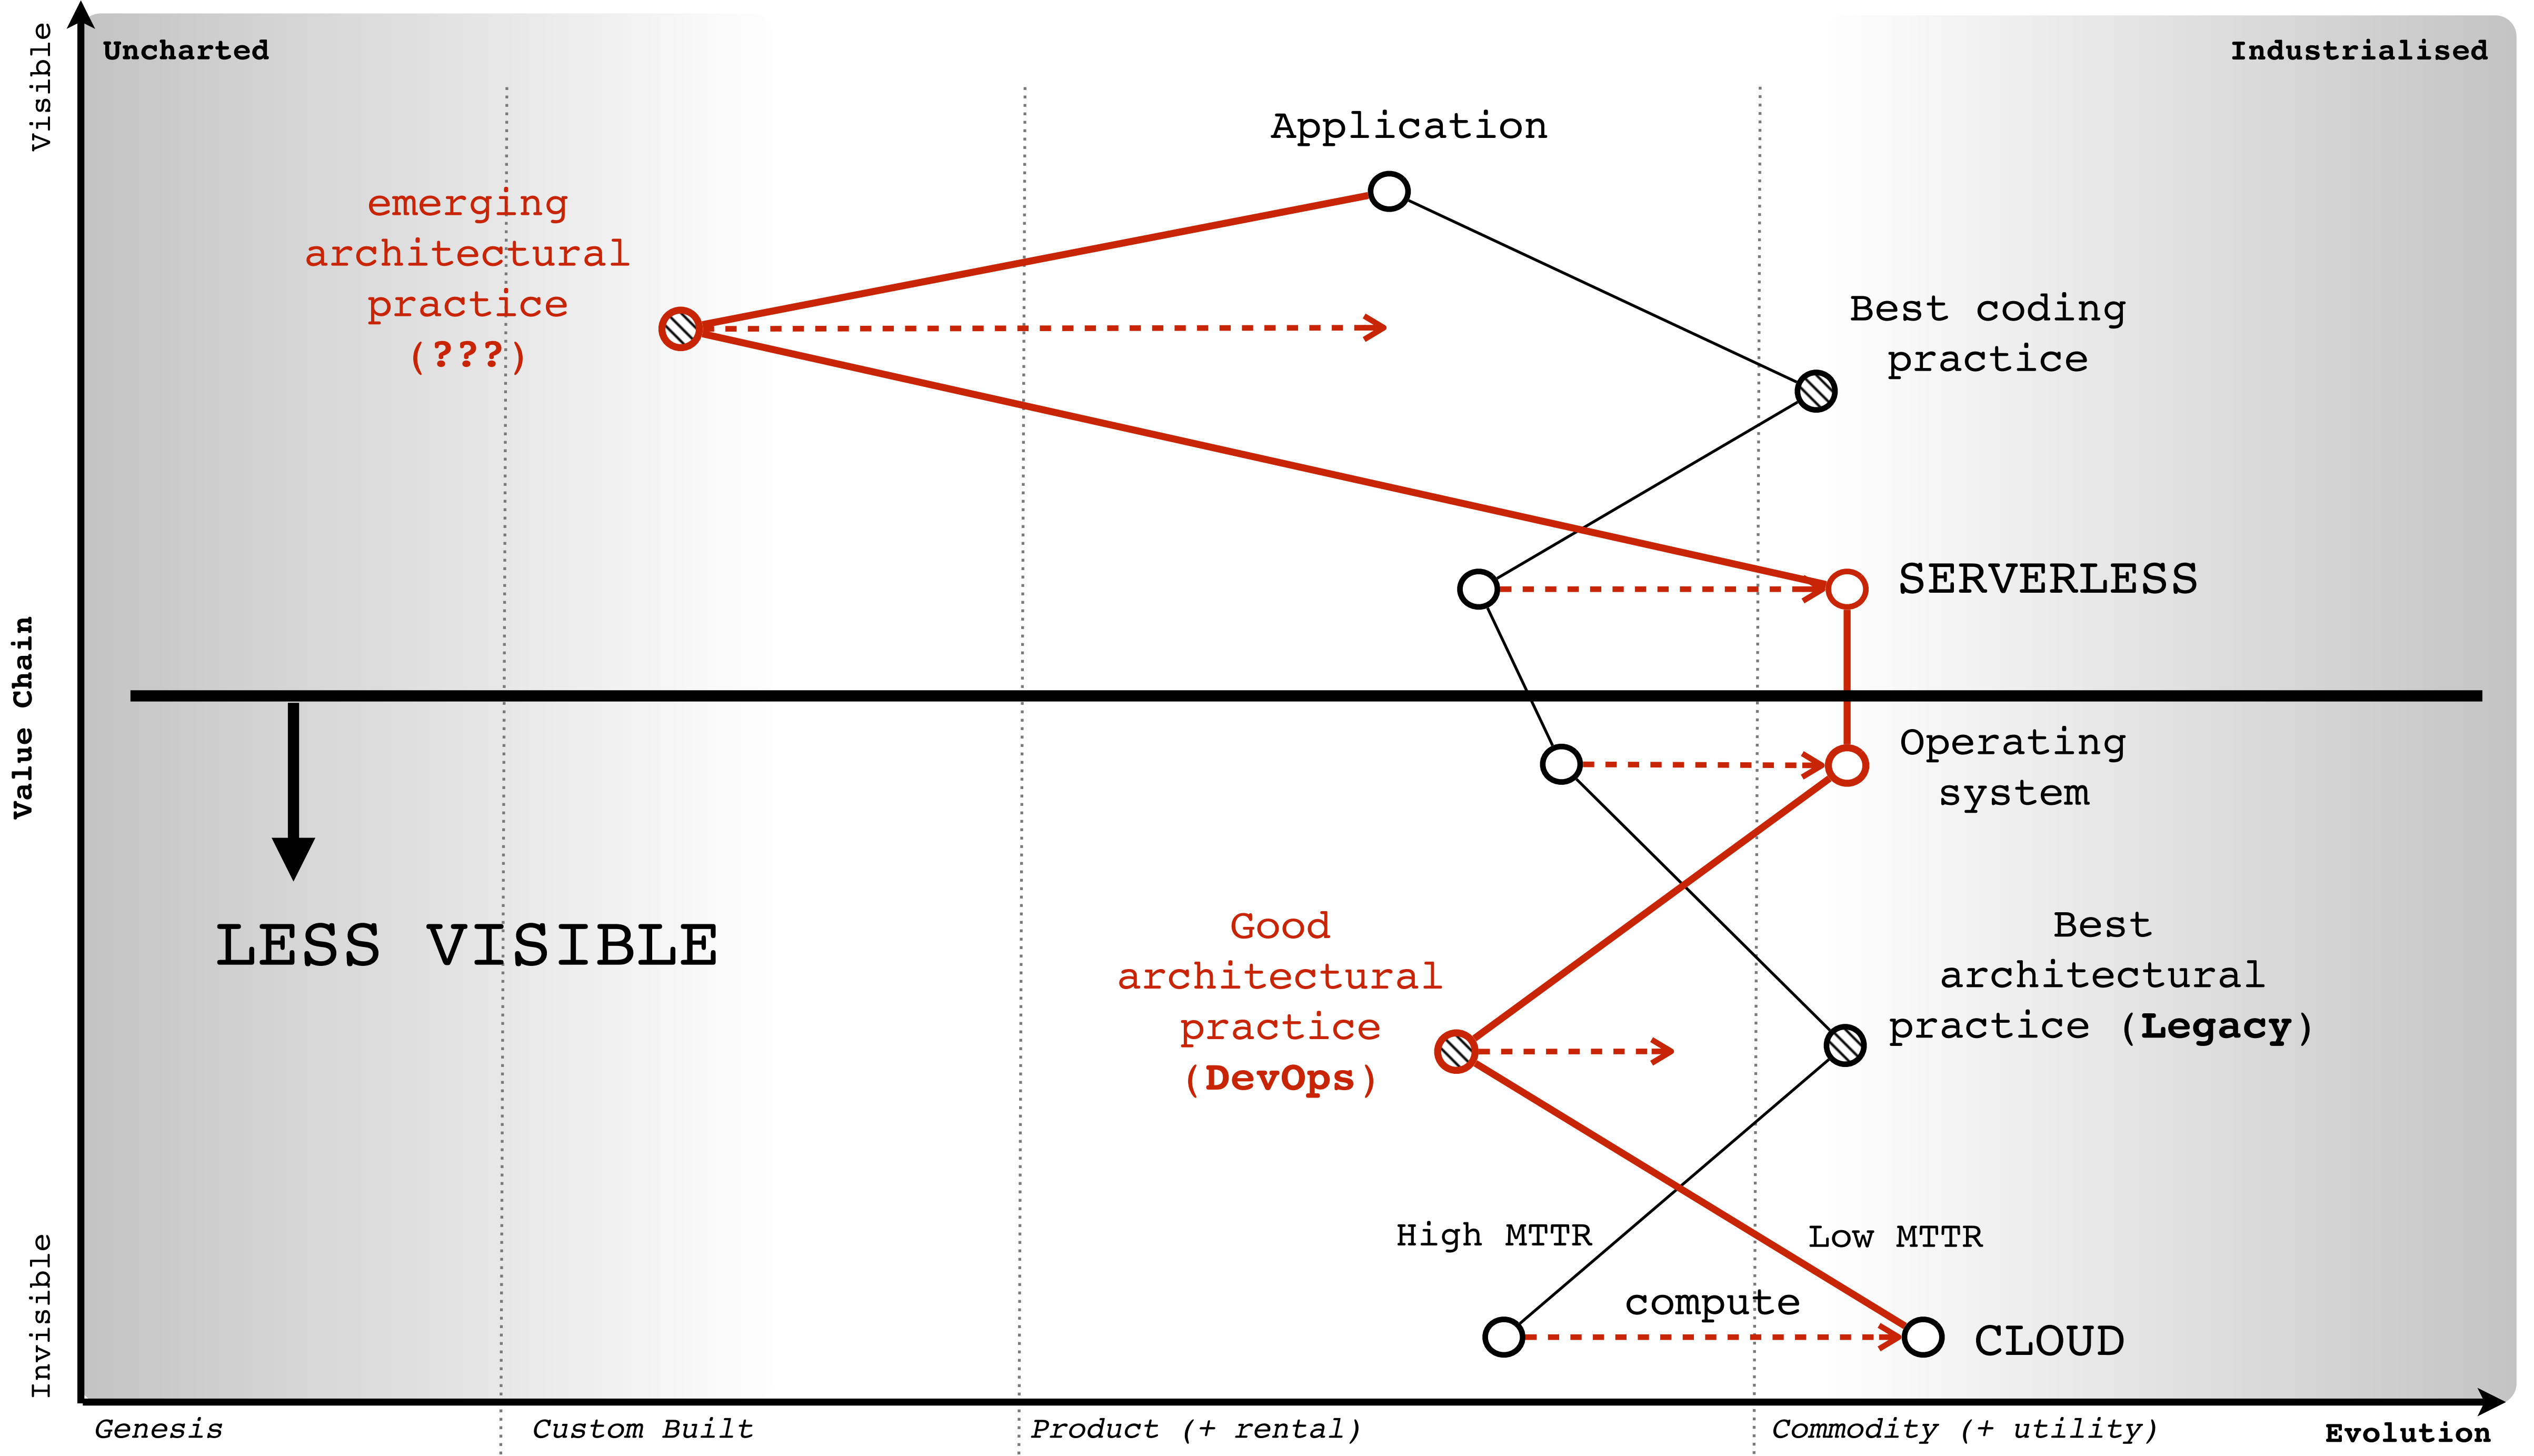 Visible
Uncharted
Industrialised
Application
emerging
architectural
practice
(???)
Best coding
practice
SERVERLESS
Value Chain
Operating
system
LESS VISIBLE
Good
architectural
practice
(DevOps)
Best
architectural
practice (Legacy)
High MTTR
Low MTTR
compute
CLOUD
Invisible
Genesis
Custom Built
Product (+ rental)
Commodity (+ utility)
Evolution